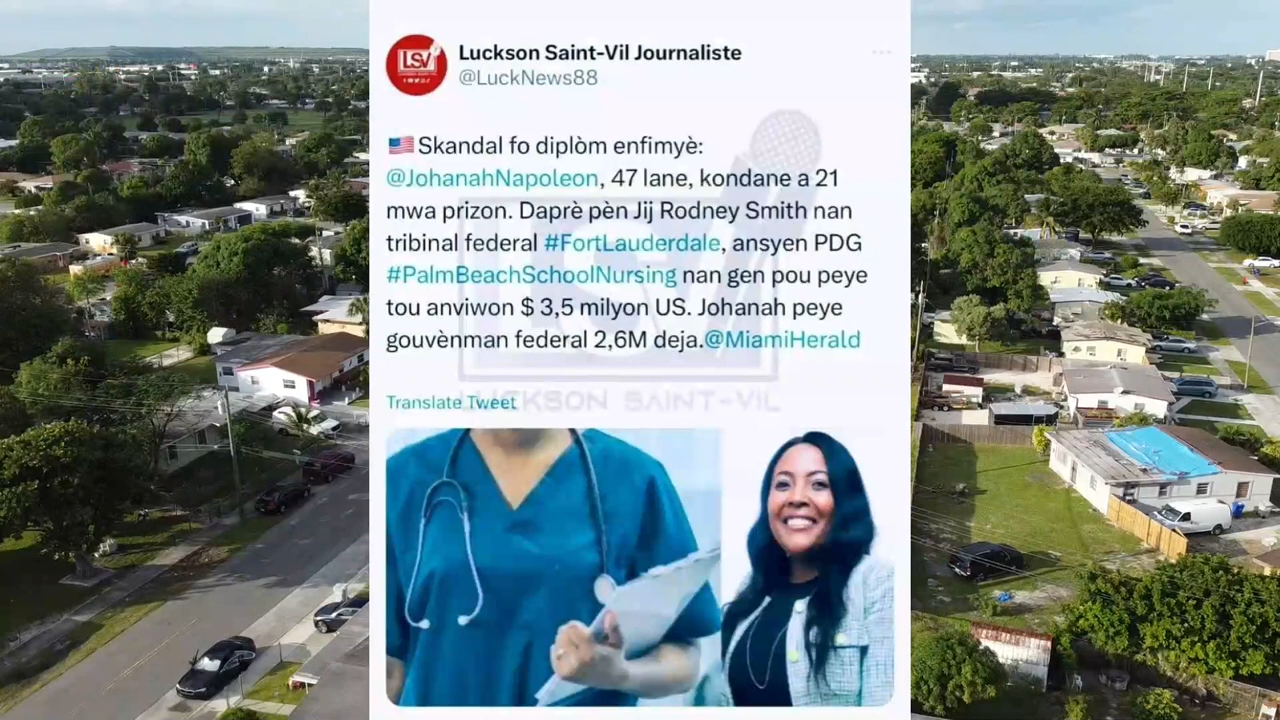 LSV
Luckson Saint-Vil Journaliste
@LuckNews88
Skandal fo diplòm enfimyè:
@JohanahNapoleon, 47 lane, kondane a 21
mwa prizon. Daprè pèn Jij Rodney Smith nan
tribinal federal #FortLauderdale, ansyen PDG
#PalmBeachSchoolNursing nan gen pou peye
tou anviwon $ 3,5 milyon US. Johanah peye
gouvènman federal 2,6M deja.@MiamiHerald
Translate Tweet
LSV
LUCKSON SAINT-VIL